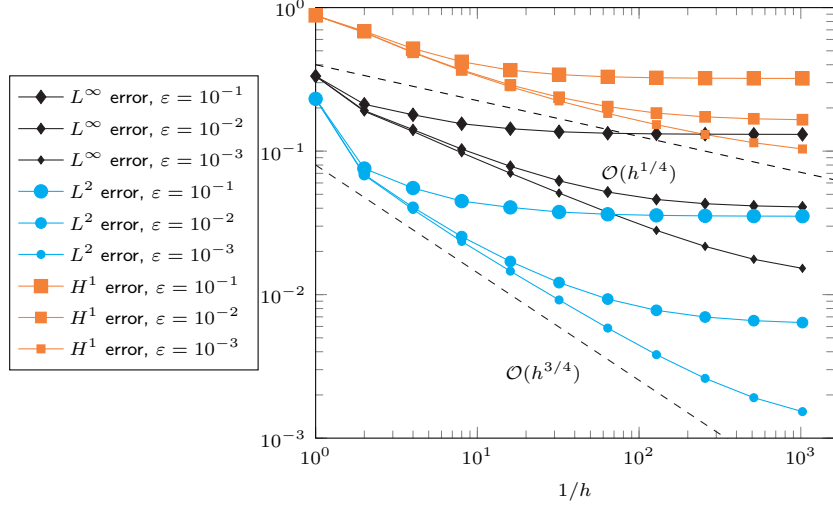 L^∞ error, ε = 10^{-1}
L^∞ error, ε = 10^{-2}
L^∞ error, ε = 10^{-3}
L^2 error, ε = 10^{-1}
L^2 error, ε = 10^{-2}
L^2 error, ε = 10^{-3}
H^1 error, ε = 10^{-1}
H^1 error, ε = 10^{-2}
H^1 error, ε = 10^{-3}
10^0
10^{-1}
10^{-2}
10^{-3}
O(h^{1/4})
O(h^{3/4})
10^0
10^1
10^2
10^3
1/h